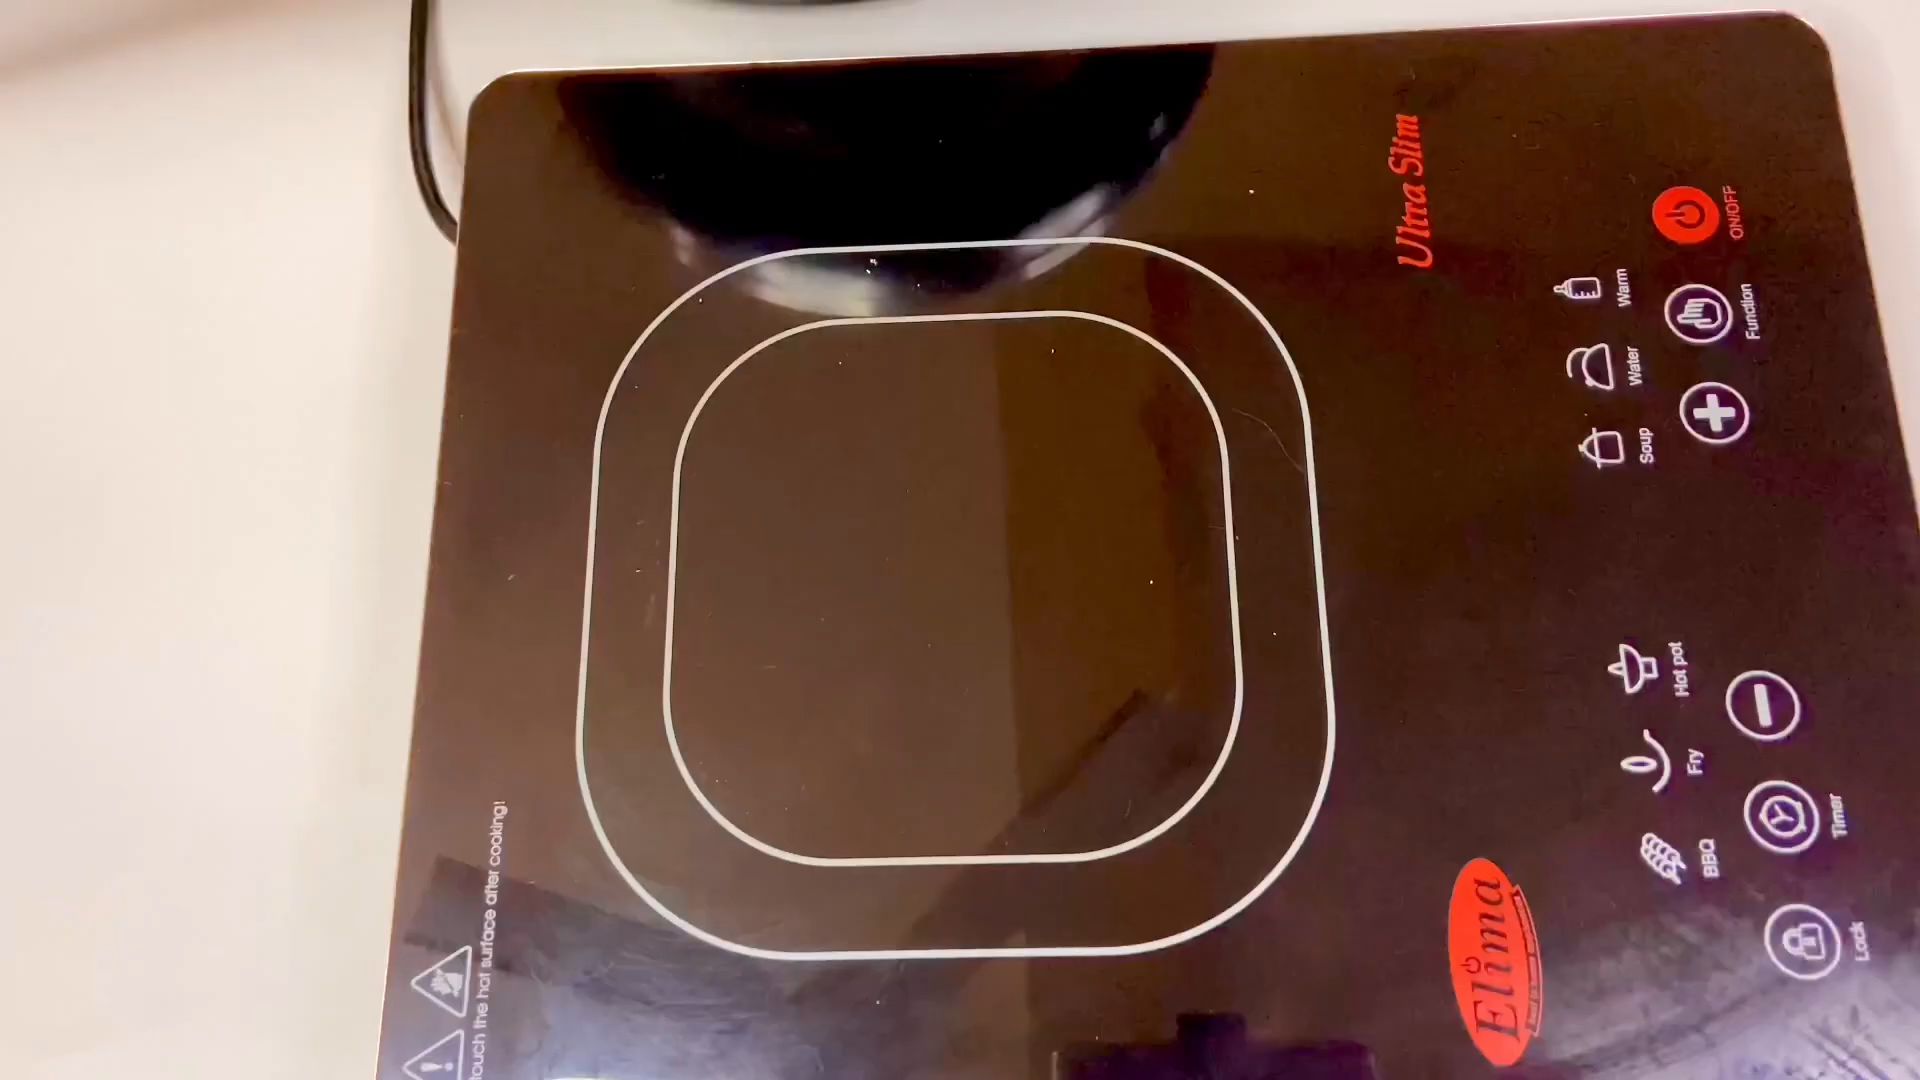 touch the hot surface after cooking!
Elima
Ultra Slim
BBQ
Fry
Hot pot
Soup
Water
Warm
Lock
Timer
Function
ON/OFF